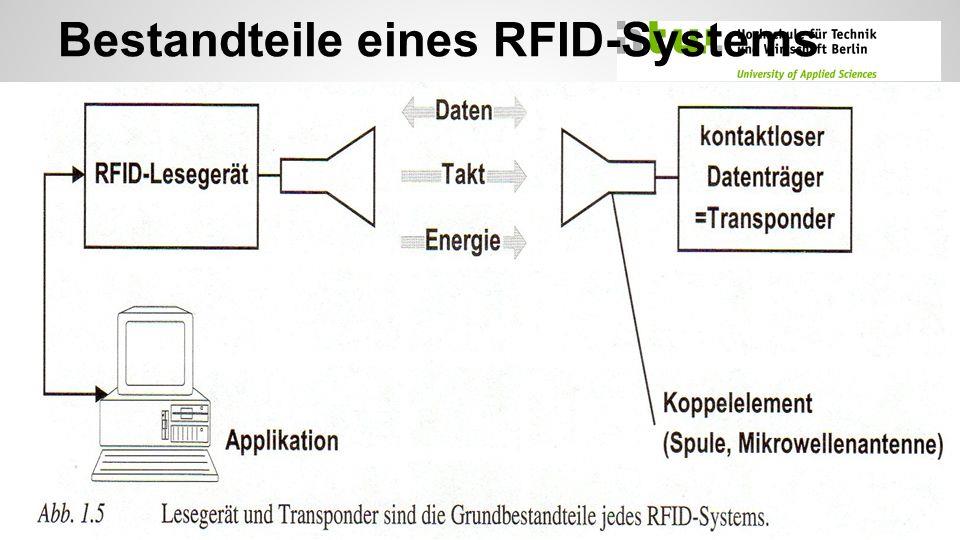 Bestandteile eines RFID-Systems
Hochschule für Technik
und Wirtschaft Berlin
University of Applied Sciences
Daten
RFID-Lesegerät
Takt
Energie
kontaktloser
Datenträger
=Transponder
Applikation
Koppelelement
(Spule, Mikrowellenantenne)
Abb. 1.5 Lesegerät und Transponder sind die Grundbestandteile jedes RFID-Systems.